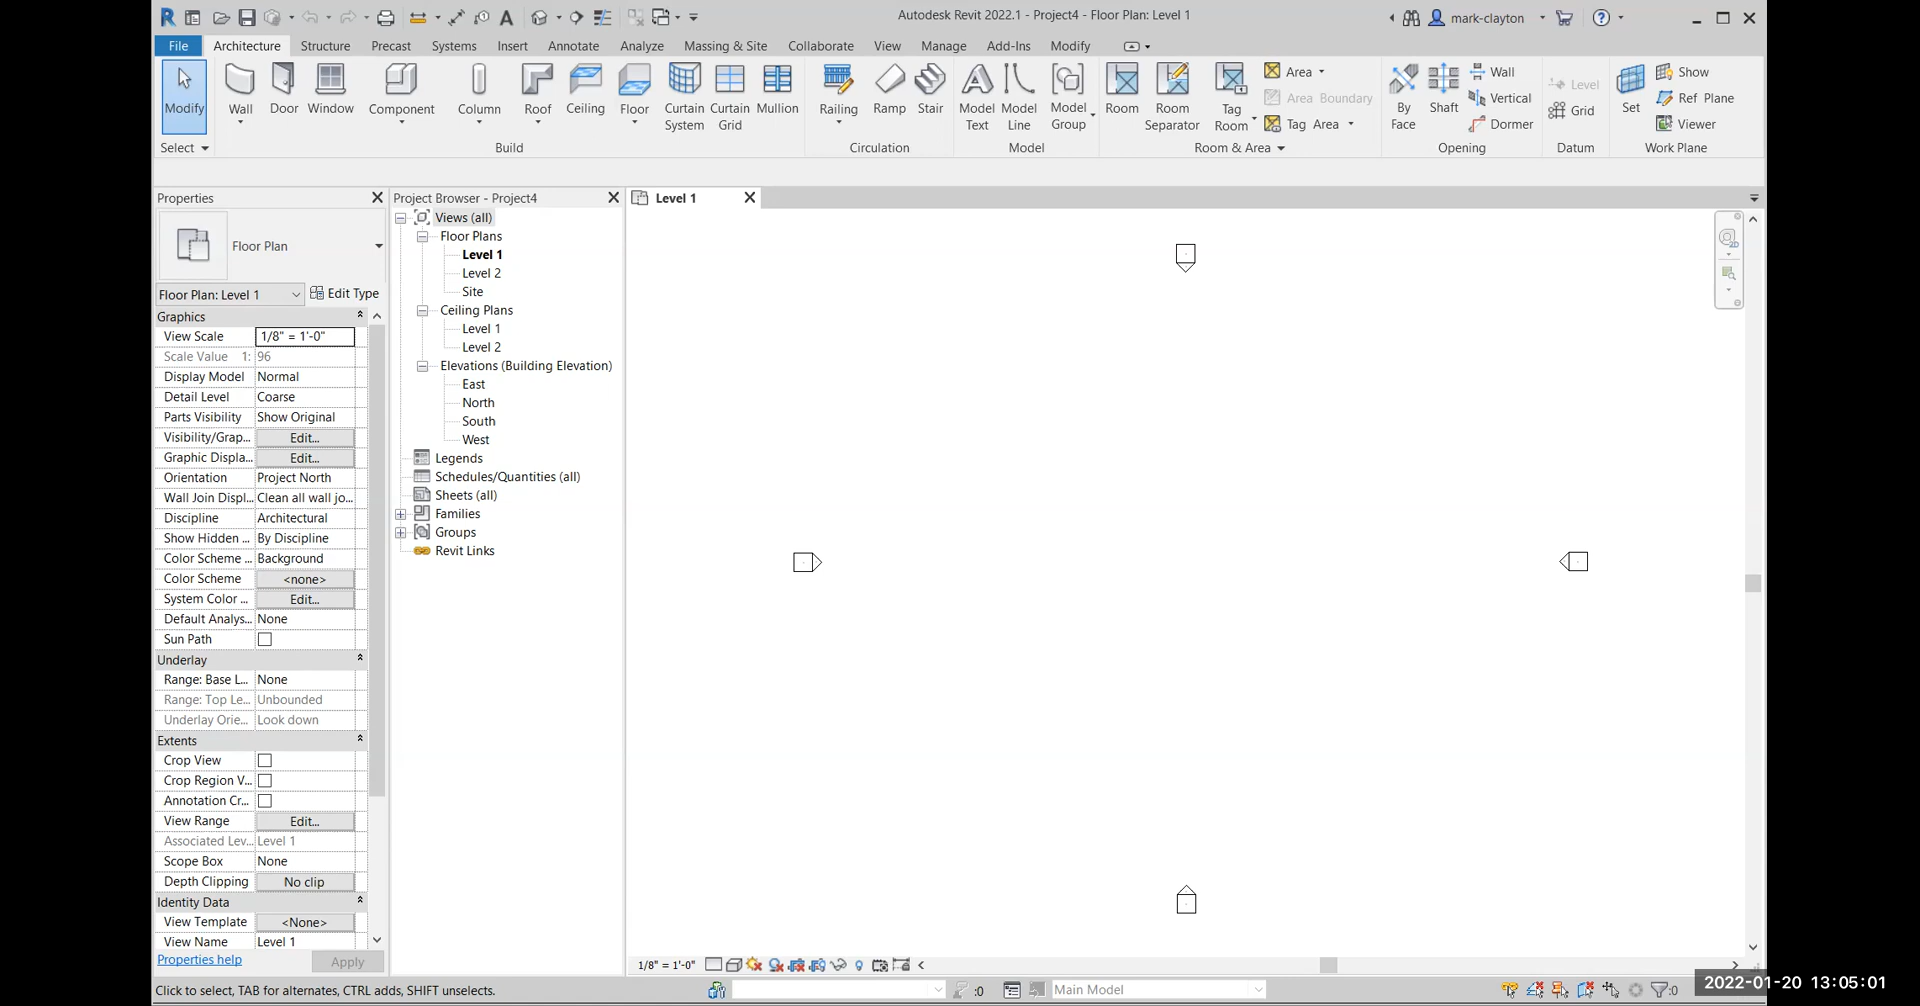 Autodesk Revit 2022.1 - Project4 - Floor Plan: Level 1
mark-clayton
File Architecture Structure Precast Systems Insert Annotate Analyze Massing & Site Collaborate View Manage Add-Ins Modify
Modify Wall Door Window Component Column Roof Ceiling Floor Curtain System Curtain Grid Mullion Railing Ramp Stair Model Text Model Line Model Group Room Room Separator Tag Room Area Area Boundary Tag Area By Face Shaft Wall Vertical Dormer Level Grid Set Show Ref Plane Viewer
Select Build Circulation Model Room & Area Opening Datum Work Plane
Properties
Floor Plan
Floor Plan: Level 1 Edit Type
Graphics
View Scale 1/8" = 1'-0"
Scale Value 1: 96
Display Model Normal
Detail Level Coarse
Parts Visibility Show Original
Visibility/Grap... Edit...
Graphic Displa... Edit...
Orientation Project North
Wall Join Displ... Clean all wall jo...
Discipline Architectural
Show Hidden ... By Discipline
Color Scheme ... Background
Color Scheme <none>
System Color ... Edit...
Default Analys... None
Sun Path
Underlay
Range: Base L... None
Range: Top Le... Unbounded
Underlay Orie... Look down
Extents
Crop View
Crop Region V...
Annotation Cr...
View Range Edit...
Associated Lev... Level 1
Scope Box None
Depth Clipping No clip
Identity Data
View Template <None>
View Name Level 1
Properties help Apply
Project Browser - Project4
Views (all)
Floor Plans
Level 1
Level 2
Site
Ceiling Plans
Level 1
Level 2
Elevations (Building Elevation)
East
North
South
West
Legends
Schedules/Quantities (all)
Sheets (all)
Families
Groups
Revit Links
Level 1
2D
1/8" = 1'-0"
Click to select, TAB for alternates, CTRL adds, SHIFT unselects.
:0
Main Model
:0
2022-01-20 13:05:01